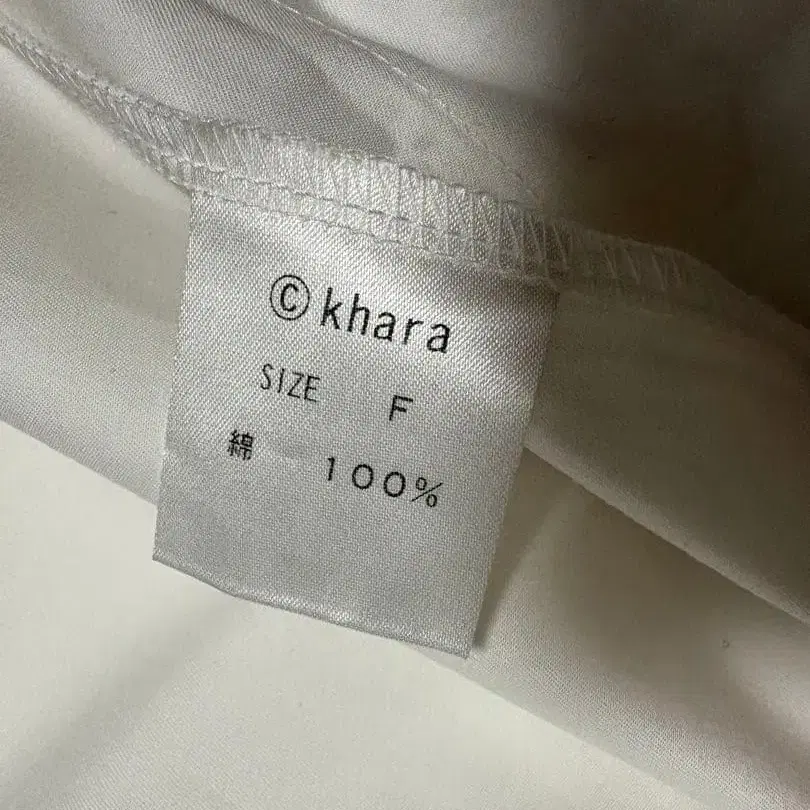 ©khara
SIZE F
綿 100%